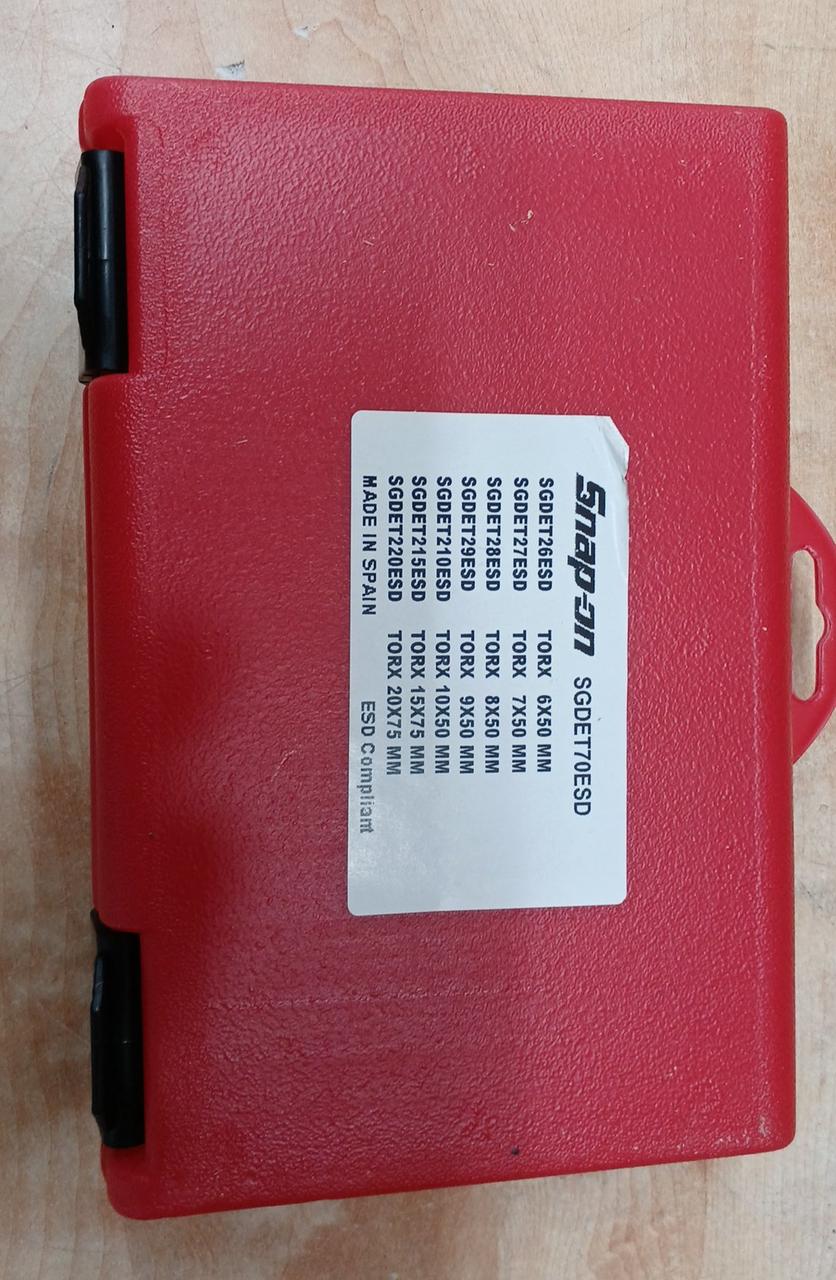 Snap-on SGDET70ESD
SGDET26ESD TORX 6X50 MM
SGDET27ESD TORX 7X50 MM
SGDET28ESD TORX 8X50 MM
SGDET29ESD TORX 9X50 MM
SGDET210ESD TORX 10X50 MM
SGDET215ESD TORX 15X75 MM
SGDET220ESD TORX 20X75 MM
MADE IN SPAIN ESD Compliant